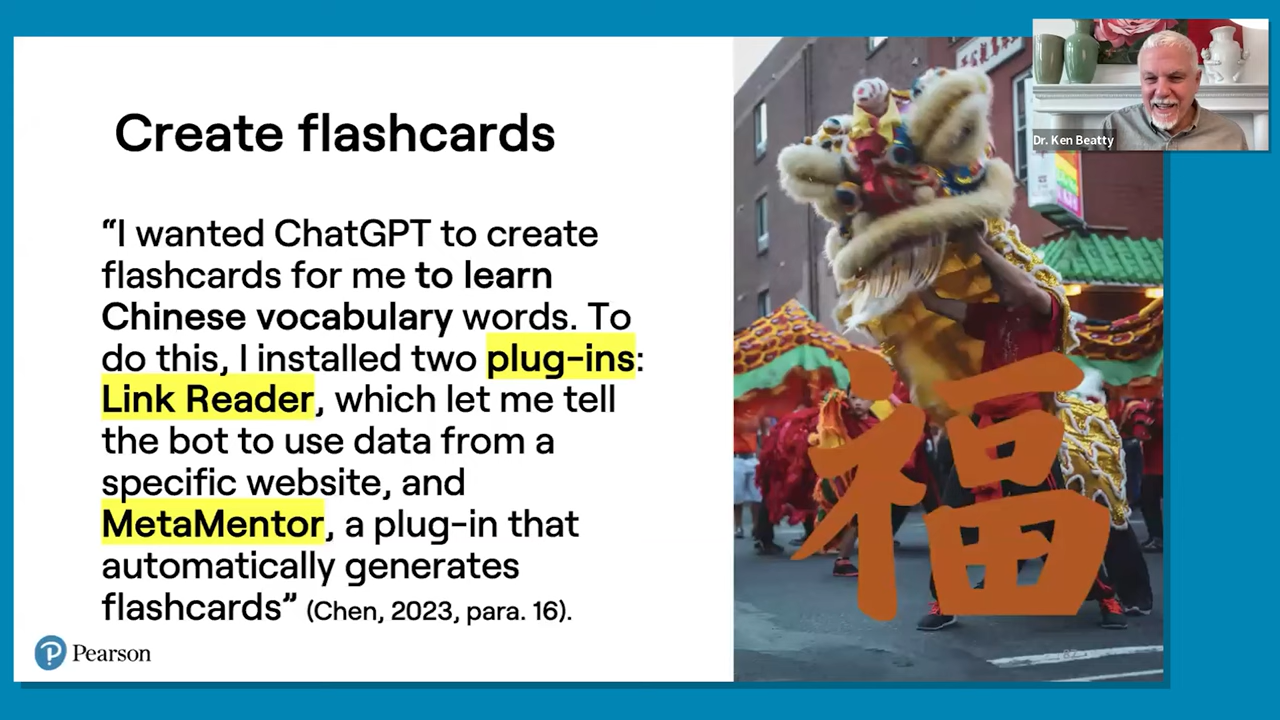 Create flashcards
“I wanted ChatGPT to create
flashcards for me to learn
Chinese vocabulary words. To
do this, I installed two plug-ins:
Link Reader, which let me tell
the bot to use data from a
specific website, and
MetaMentor, a plug-in that
automatically generates
flashcards” (Chen, 2023, para. 16).
Pearson
福
Dr. Ken Beatty